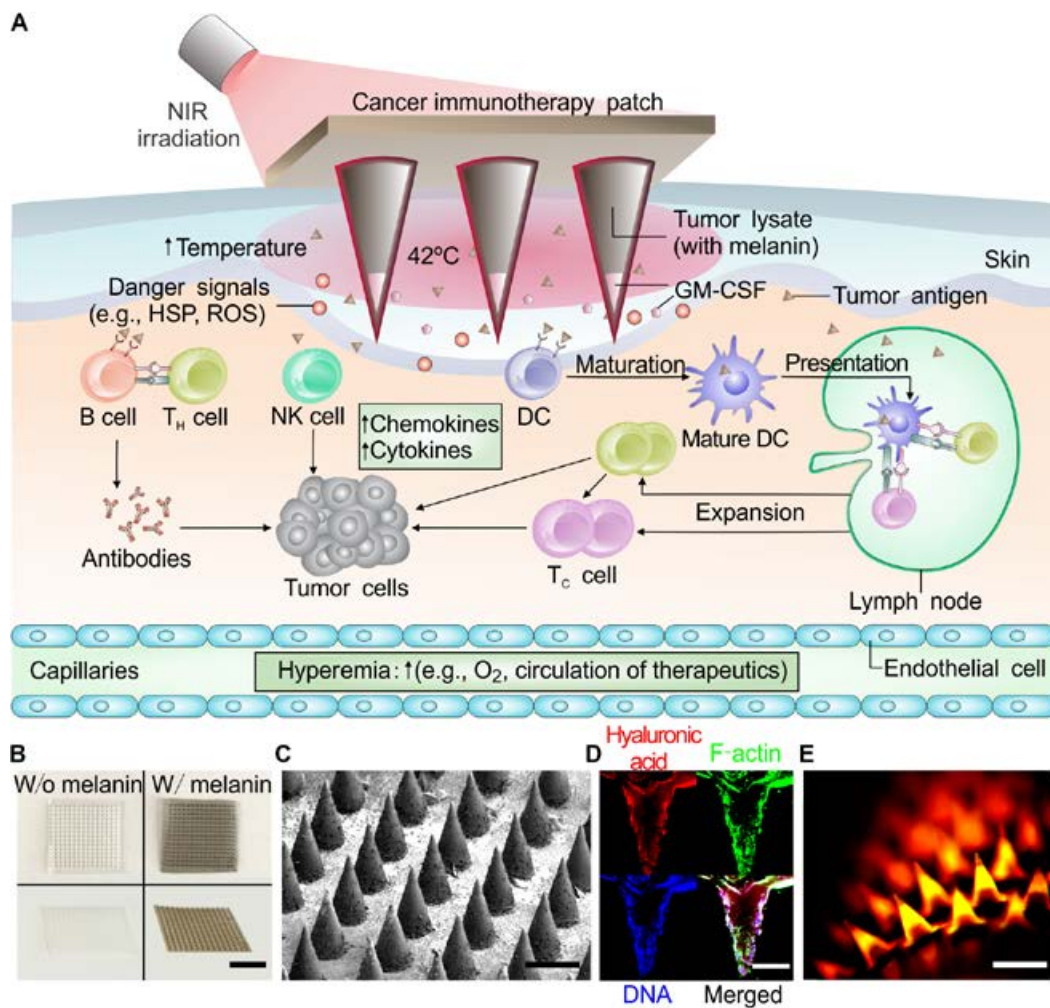 A
NIR
irradiation
Cancer immunotherapy patch
↑Temperature
42ºC
Tumor lysate
(with melanin)
Skin
Danger signals
(e.g., HSP, ROS)
GM-CSF
Tumor antigen
Maturation
Presentation
B cell
T_H cell
NK cell
DC
Mature DC
↑Chemokines
↑Cytokines
Expansion
Antibodies
Tumor cells
T_C cell
Lymph node
Capillaries
Hyperemia: ↑(e.g., O₂, circulation of therapeutics)
Endothelial cell
B
W/o melanin
W/ melanin
C
D
Hyaluronic
acid
F-actin
DNA
Merged
E